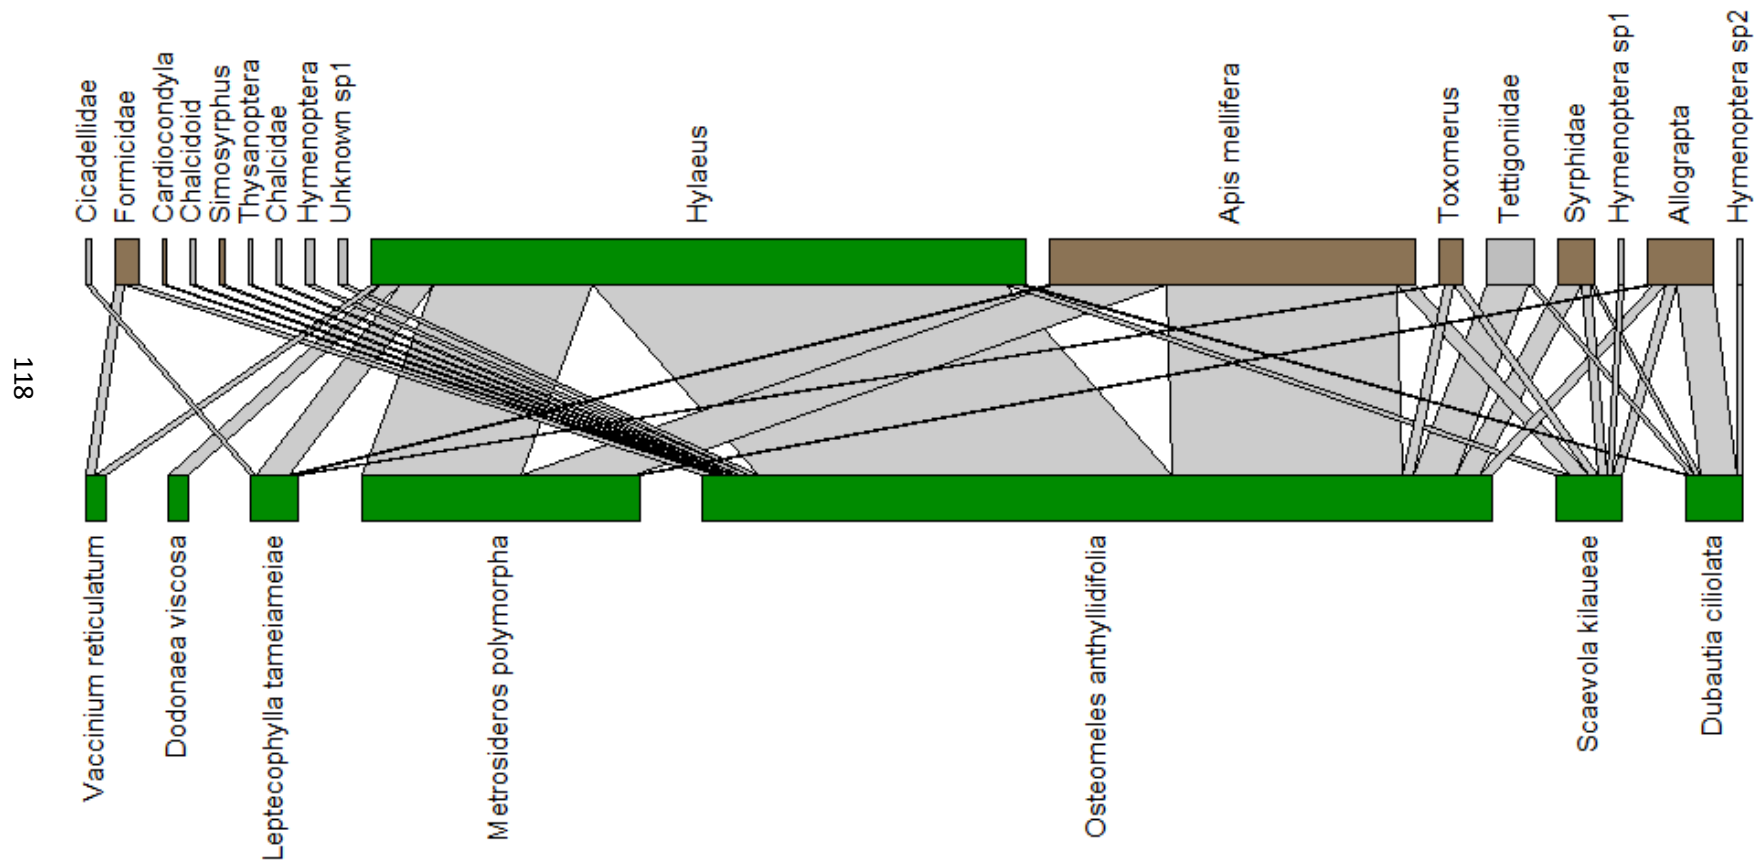 Cicadellidae
Formicidae
Cardiocondyla
Chalcidoid
Simosyrphus
Thysanoptera
Chalcidae
Hymenoptera
Unknown sp1
Hylaeus
Apis mellifera
Toxomerus
Tettigoniidae
Syrphidae
Hymenoptera sp1
Allograpta
Hymenoptera sp2
118
Vaccinium reticulatum
Dodonaea viscosa
Leptecophylla tameiameiae
Metrosideros polymorpha
Osteomeles anthyllidifolia
Scaevola kilaueae
Dubautia ciliolata